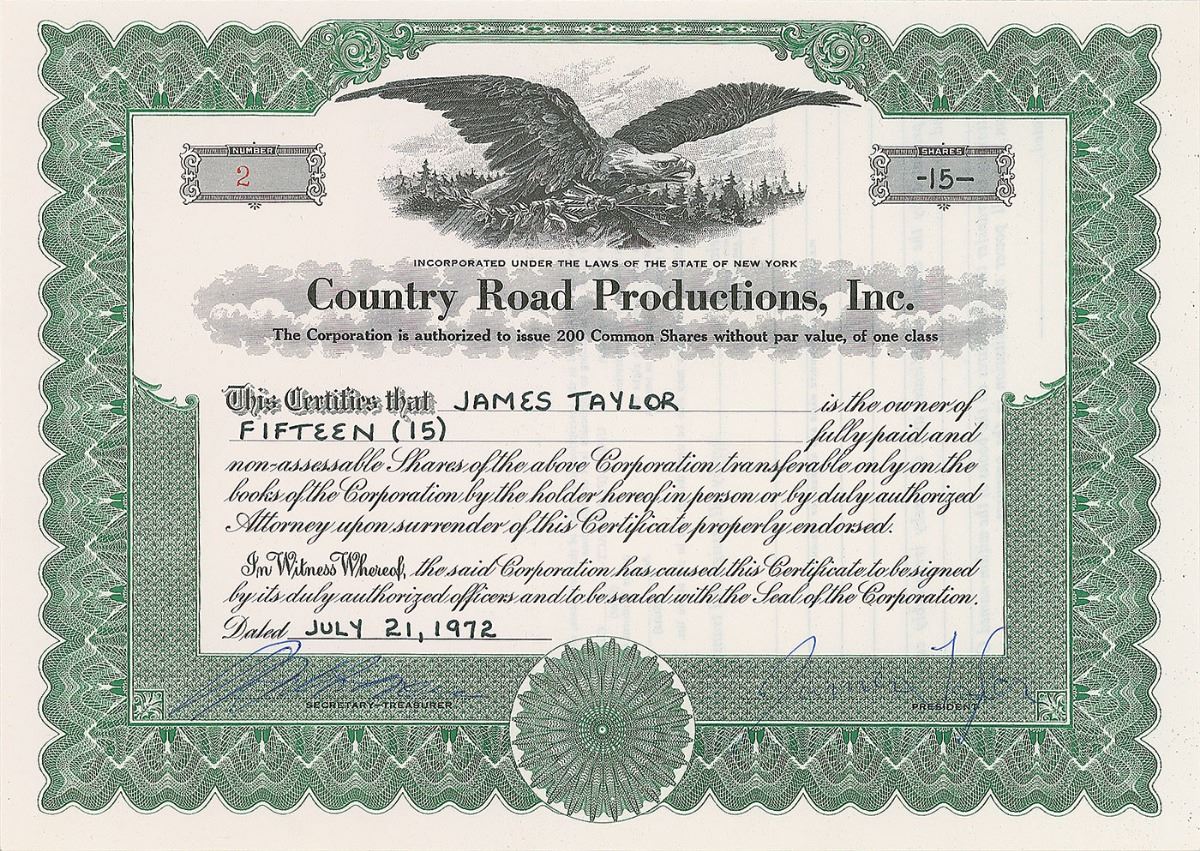 NUMBER
2
SHARES
-15-
INCORPORATED UNDER THE LAWS OF THE STATE OF NEW YORK
Country Road Productions, Inc.
The Corporation is authorized to issue 200 Common Shares without par value, of one class
This Certifies that JAMES TAYLOR is the owner of
FIFTEEN (15) fully paid and
non-assessable Shares of the above Corporation transferable only on the
books of the Corporation by the holder hereof in person or by duly authorized
Attorney upon surrender of this Certificate properly endorsed.
In Witness Whereof, the said Corporation has caused this Certificate to be signed
by its duly authorized officers and to be sealed with the Seal of the Corporation.
Dated JULY 21, 1972
SECRETARY-TREASURER
PRESIDENT